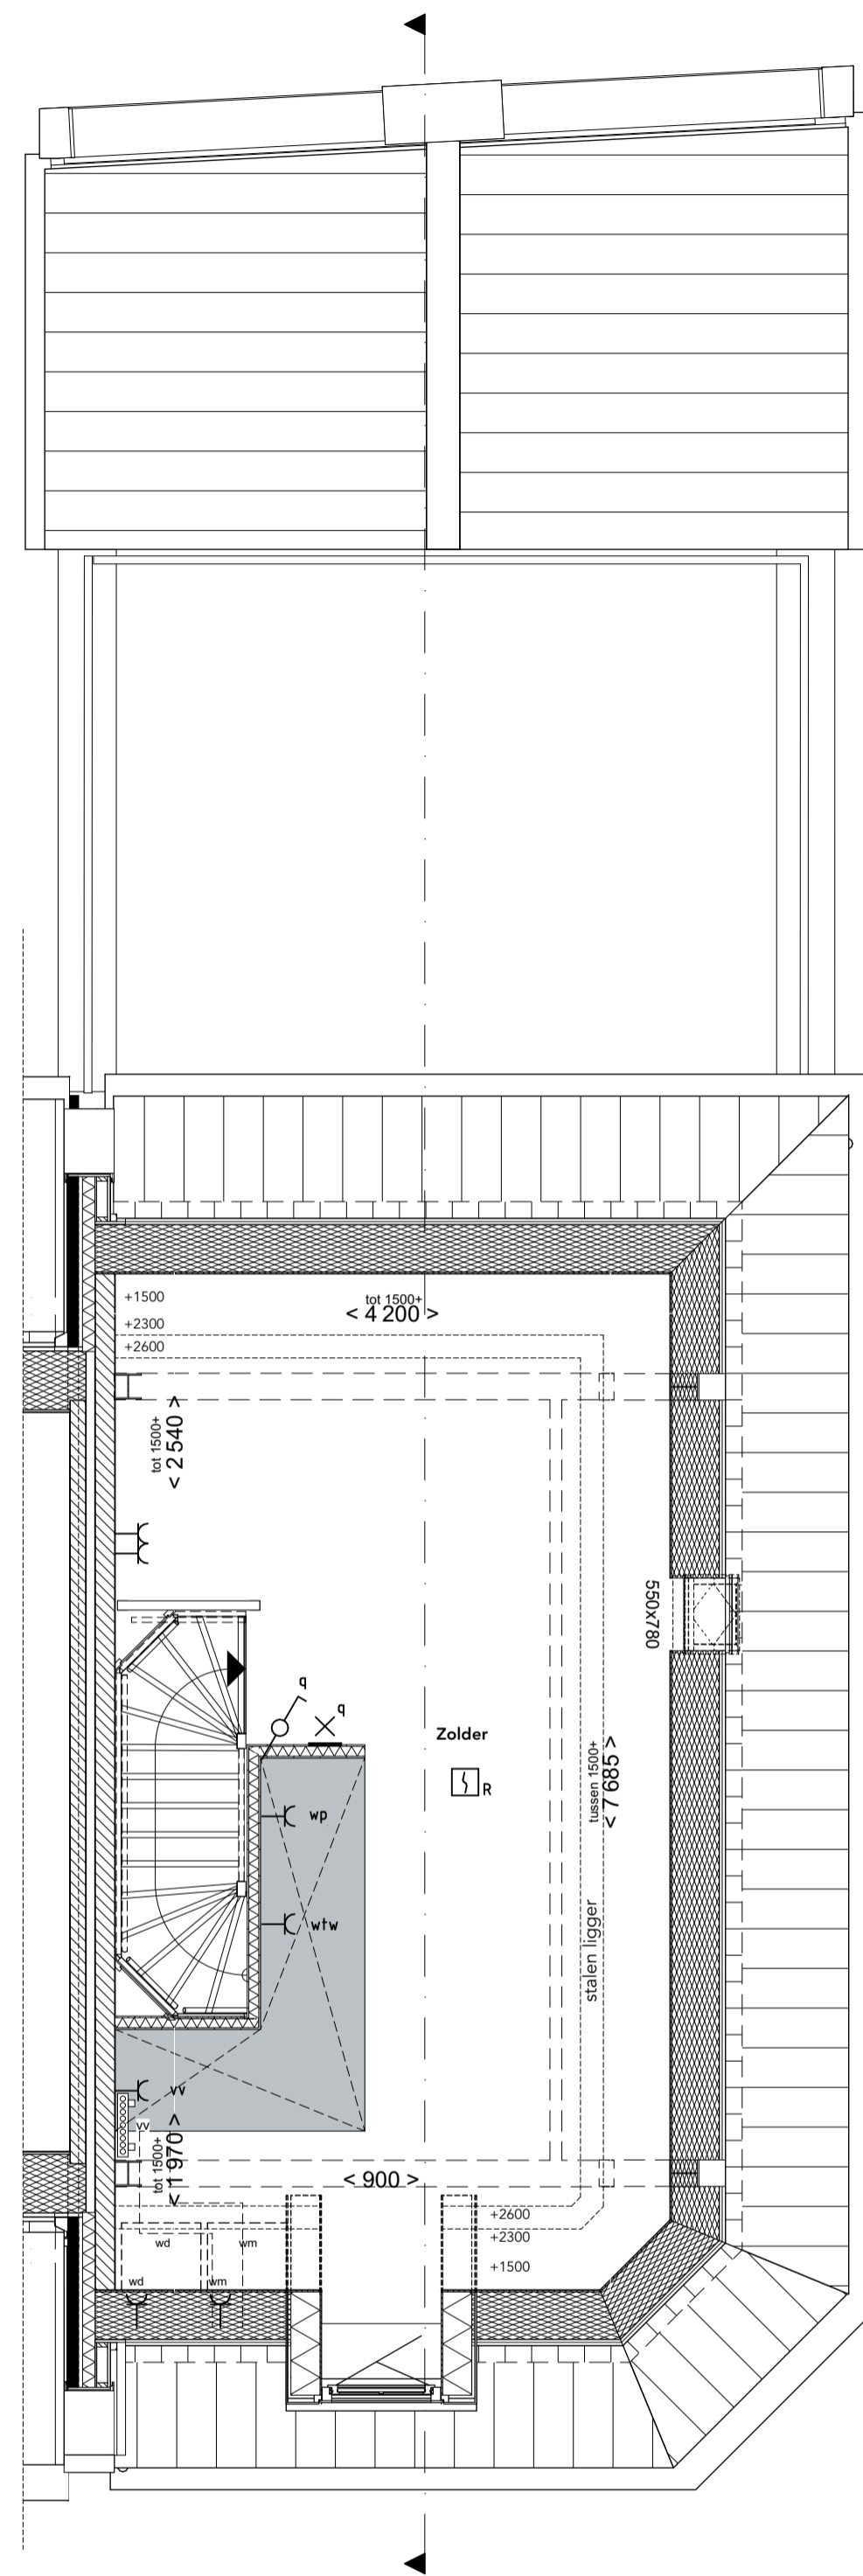 +1500
tot 1500+
< 4 200 >
+2300
+2600
tot 1500+
< 2 540 >
550x780
q
q
Zolder
R
tussen 1500+
< 7 685 >
wp
wtw
stalen ligger
vv
vv
tot 1500+
< 1 970 >
< 900 >
+2600
+2300
+1500
wd
wm
wd
wm